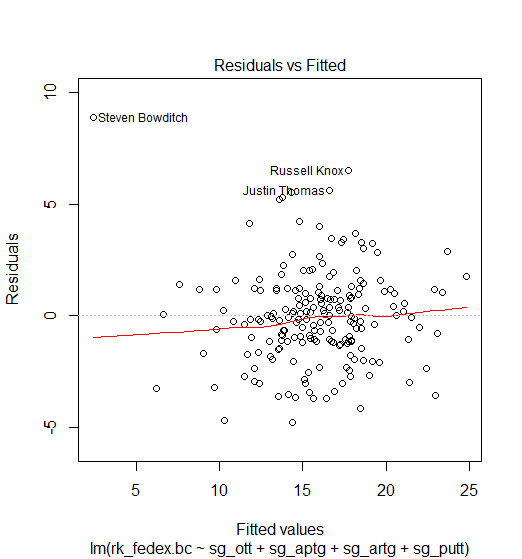 Residuals vs Fitted
10
5
0
-5
Residuals
Steven Bowditch
Russell Knox
Justin Thomas
5
10
15
20
25
Fitted values
lm(rk_fedex.bc ~ sg_ott + sg_aptg + sg_artg + sg_putt)